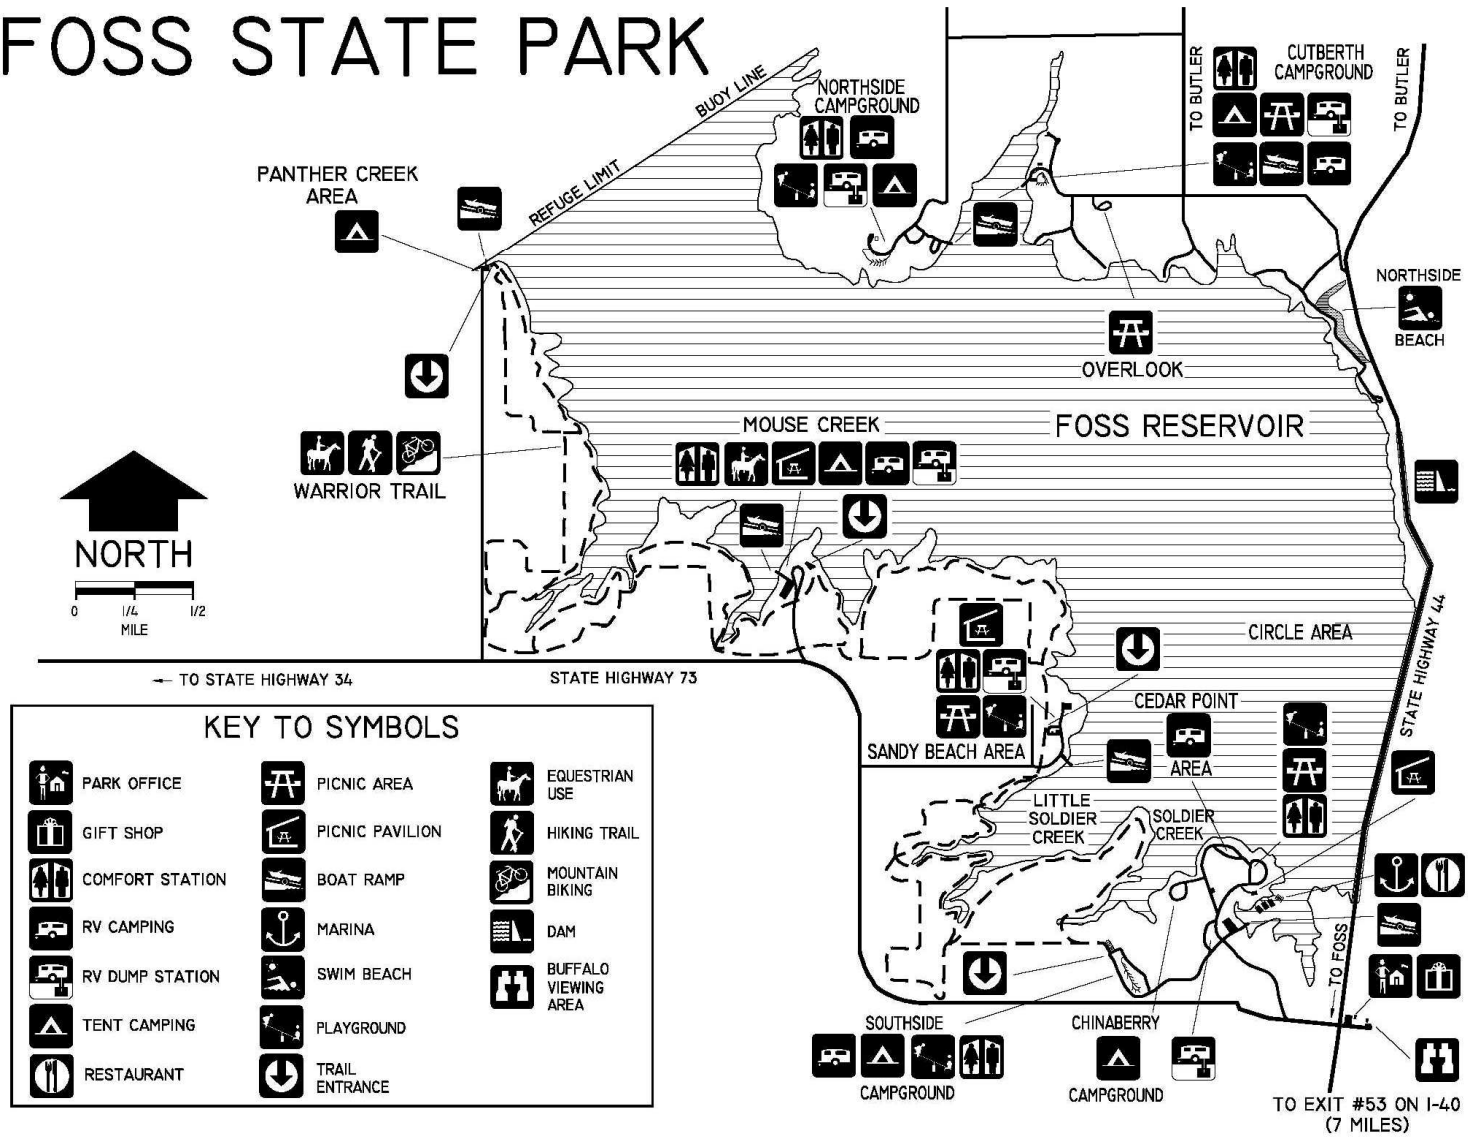 FOSS STATE PARK
BUOY LINE
REFUGE LIMIT
NORTHSIDE
CAMPGROUND
TO BUTLER
CUTBERTH
CAMPGROUND
TO BUTLER
PANTHER CREEK
AREA
NORTHSIDE
BEACH
OVERLOOK
FOSS RESERVOIR
MOUSE CREEK
WARRIOR TRAIL
NORTH
0 1/4 1/2
MILE
CIRCLE AREA
STATE HIGHWAY 44
← TO STATE HIGHWAY 34
STATE HIGHWAY 73
SANDY BEACH AREA
CEDAR POINT
AREA
LITTLE
SOLDIER
CREEK
SOLDIER
CREEK
TO FOSS
SOUTHSIDE
CAMPGROUND
CHINABERRY
CAMPGROUND
TO EXIT #53 ON I-40
(7 MILES)
KEY TO SYMBOLS
PARK OFFICE
GIFT SHOP
COMFORT STATION
RV CAMPING
RV DUMP STATION
TENT CAMPING
RESTAURANT
PICNIC AREA
PICNIC PAVILION
BOAT RAMP
MARINA
SWIM BEACH
PLAYGROUND
TRAIL
ENTRANCE
EQUESTRIAN
USE
HIKING TRAIL
MOUNTAIN
BIKING
DAM
BUFFALO
VIEWING
AREA